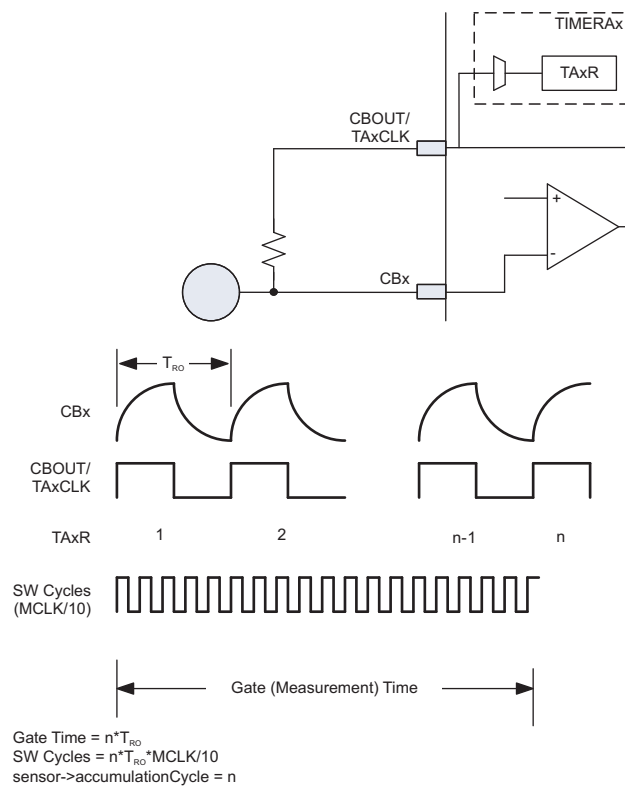 TIMERAx
TAxR
CBOUT/
TAxCLK
+
-
CBx
T_RO
CBx
CBOUT/
TAxCLK
TAxR 1 2 n-1 n
SW Cycles
(MCLK/10)
Gate (Measurement) Time
Gate Time = n*T_RO
SW Cycles = n*T_RO*MCLK/10
sensor->accumulationCycle = n